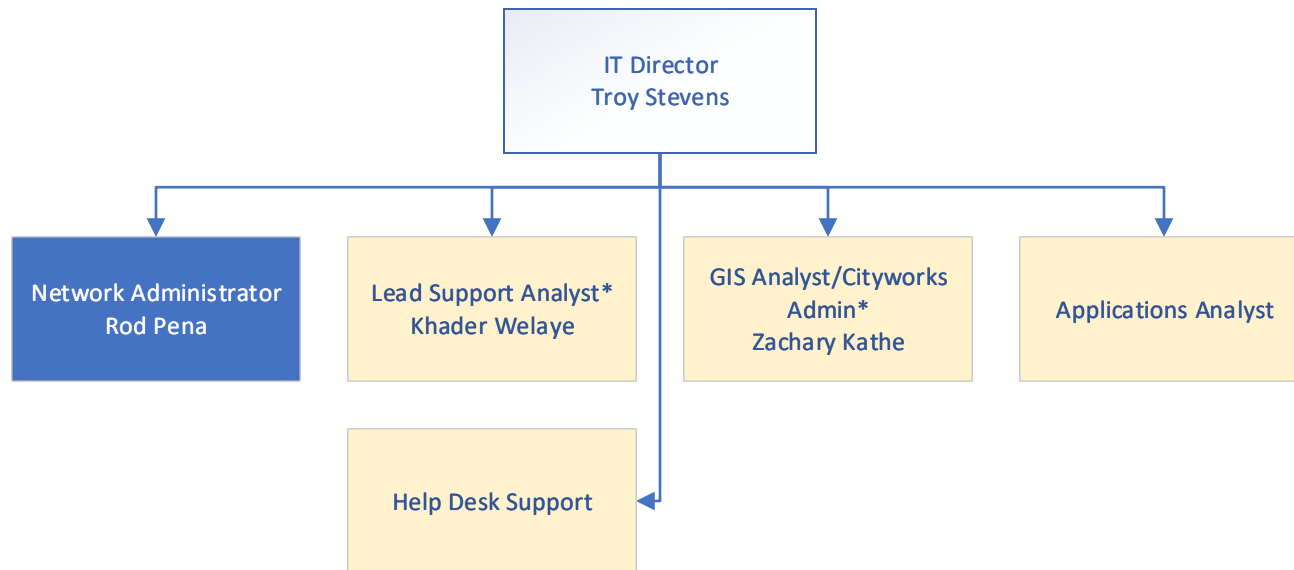 IT Director
Troy Stevens
Network Administrator
Rod Pena
Lead Support Analyst*
Khader Welaye
GIS Analyst/Cityworks
Admin*
Zachary Kathe
Applications Analyst
Help Desk Support